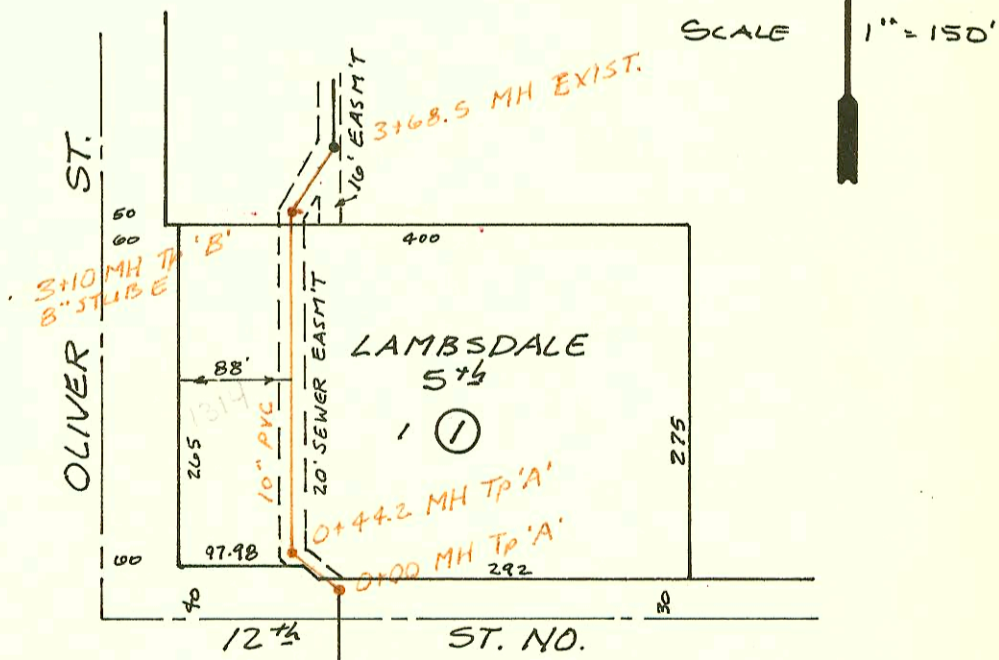 SCALE 1" = 150'
3+68.5 MH EXIST.
16' EASM'T
OLIVER ST.
50
60
400
3+10 MH Tp 'B'
8" STUB E
88'
1314
LAMBSDALE
5th
1 1
20' SEWER EASM'T
10" PVC
265
275
0+44.2 MH Tp 'A'
0+00 MH Tp 'A'
60
97.98
292
40
30
12th ST. NO.